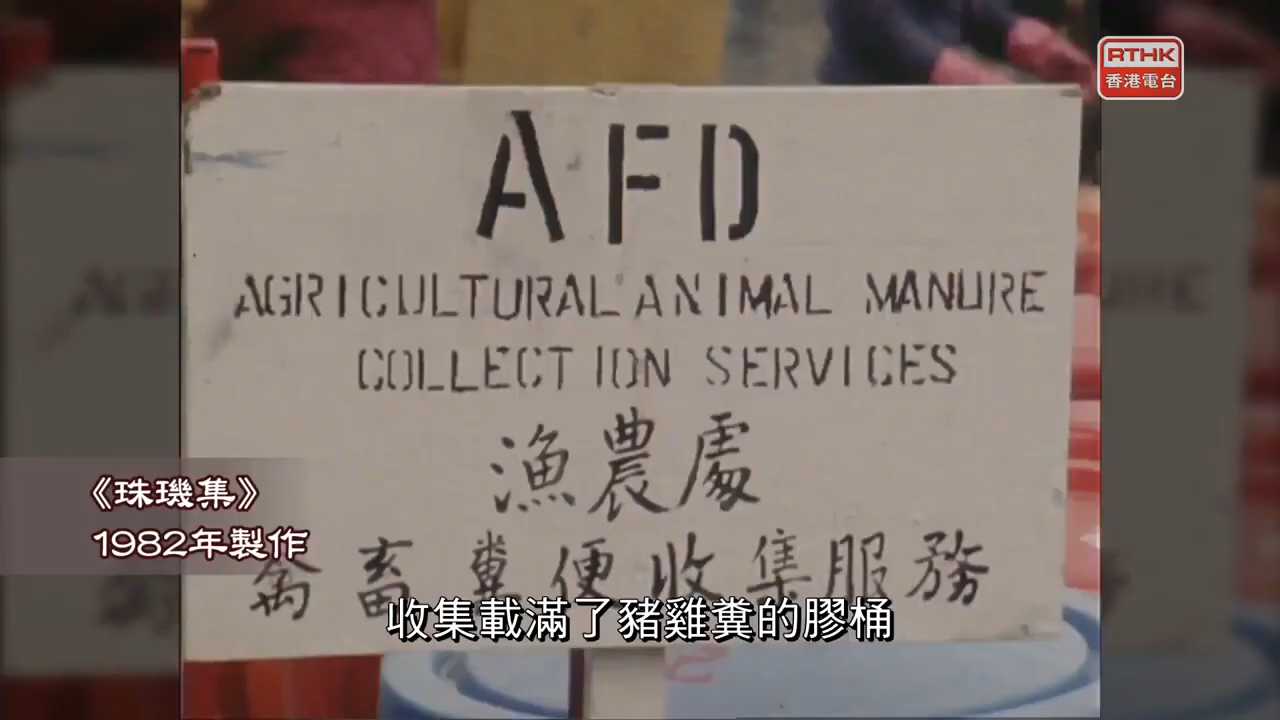 RTHK
香港電台
AFD
AGRICULTURAL ANIMAL MANURE
COLLECTION SERVICES
漁農處
禽畜糞便收集服務
《珠璣集》
1982年製作
收集載滿了豬雞糞的膠桶